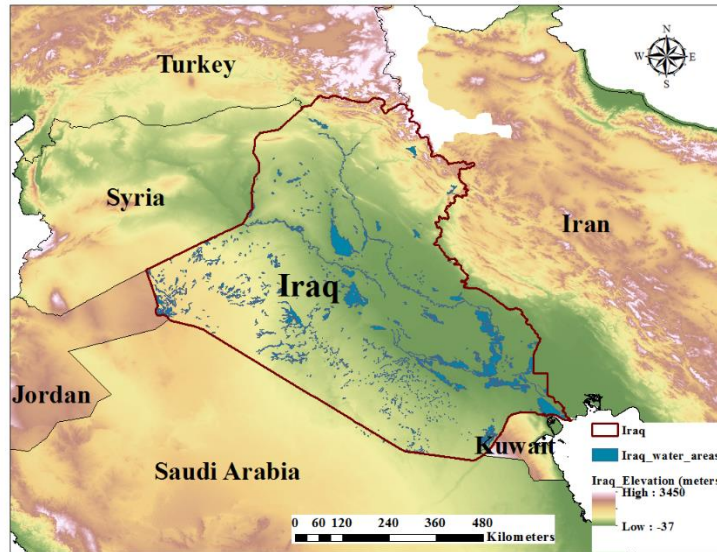 Turkey
N
W E
S
Syria
Iran
Iraq
Jordan
Kuwait
Saudi Arabia
Iraq
Iraq_water_areas
Iraq_Elevation (meters
High : 3450
Low : -37
0 60 120 240 360 480
Kilometers